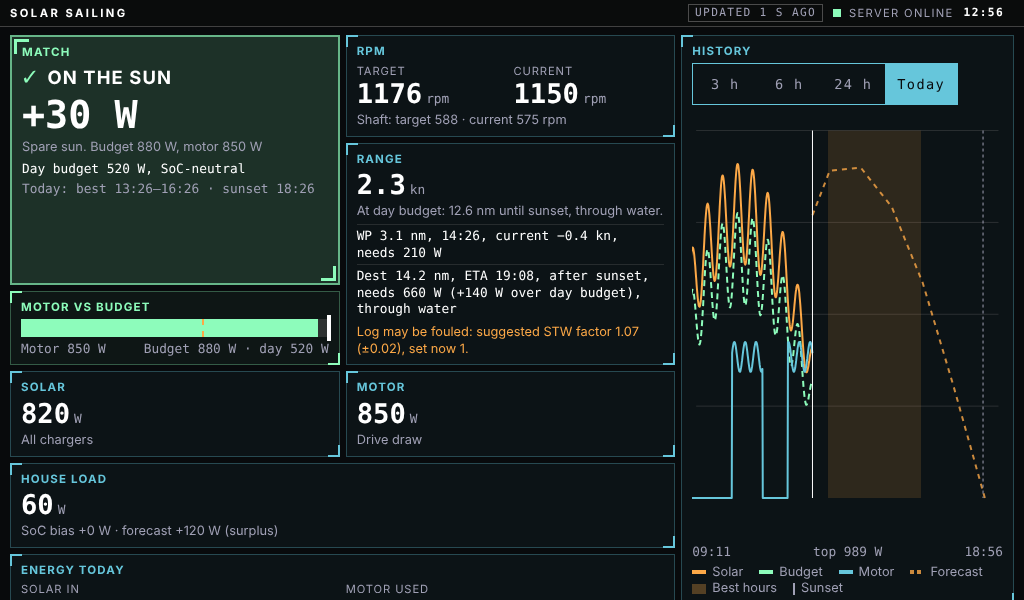 SOLAR SAILING
UPDATED 1 S AGO
SERVER ONLINE 12:56
MATCH
✓ ON THE SUN
+30 W
Spare sun. Budget 880 W, motor 850 W
Day budget 520 W, SoC-neutral
Today: best 13:26–16:26 · sunset 18:26
MOTOR VS BUDGET
Motor 850 W
Budget 880 W · day 520 W
RPM
TARGET
CURRENT
1176 rpm
1150 rpm
Shaft: target 588 · current 575 rpm
RANGE
2.3 kn
At day budget: 12.6 nm until sunset, through water.
WP 3.1 nm, 14:26, current −0.4 kn,
needs 210 W
Dest 14.2 nm, ETA 19:08, after sunset,
needs 660 W (+140 W over day budget),
through water
Log may be fouled: suggested STW factor 1.07
(±0.02), set now 1.
SOLAR
820 W
All chargers
MOTOR
850 W
Drive draw
HOUSE LOAD
60 W
SoC bias +0 W · forecast +120 W (surplus)
ENERGY TODAY
SOLAR IN
MOTOR USED
HISTORY
3 h
6 h
24 h
Today
09:11
top 989 W
18:56
Solar
Budget
Motor
Forecast
Best hours
Sunset